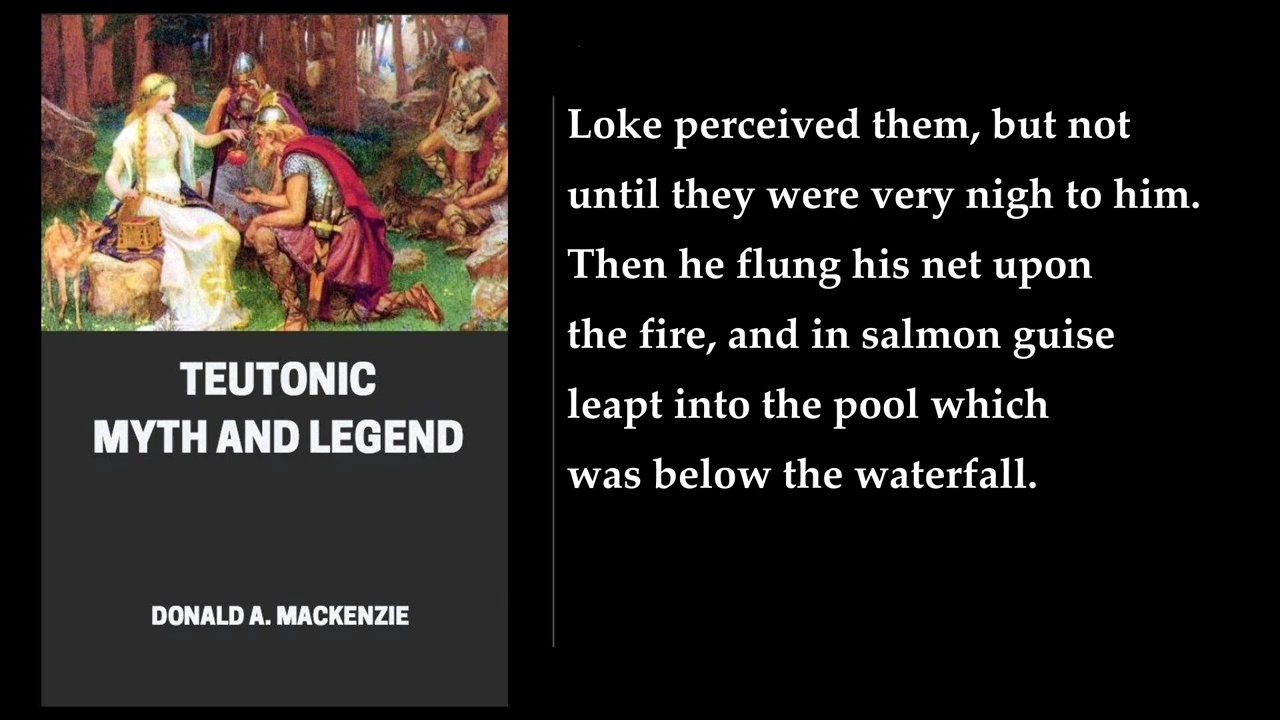 TEUTONIC
MYTH AND LEGEND
DONALD A. MACKENZIE
Loke perceived them, but not
until they were very nigh to him.
Then he flung his net upon
the fire, and in salmon guise
leapt into the pool which
was below the waterfall.